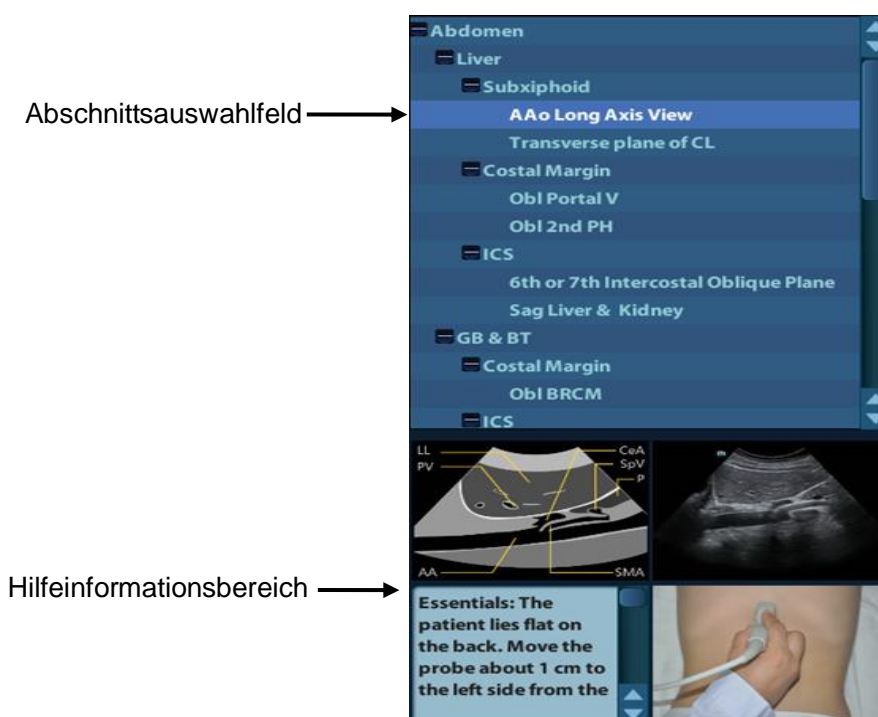 Abdomen
Liver
Subxiphoid
Abschnittsauswahlfeld
AAo Long Axis View
Transverse plane of CL
Costal Margin
Obl Portal V
Obl 2nd PH
ICS
6th or 7th Intercostal Oblique Plane
Sag Liver & Kidney
GB & BT
Costal Margin
Obl BRCM
ICS
LL CeA
PV SpV
P
m
AA SMA
Hilfeinformationsbereich
Essentials: The
patient lies flat on
the back. Move the
probe about 1 cm to
the left side from the